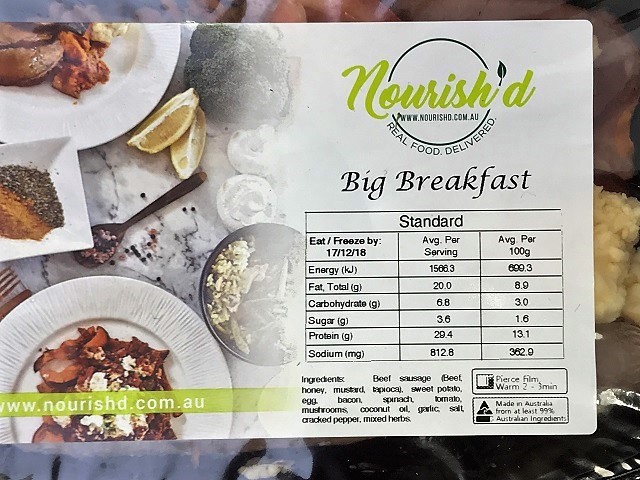 Nourish'd
WWW.NOURISHD.COM.AU
REAL FOOD. DELIVERED.
Big Breakfast
Standard
Eat / Freeze by: 17/12/18 Avg. Per Serving Avg. Per 100g
Energy (kJ) 1566.3 699.3
Fat, Total (g) 20.0 8.9
Carbohydrate (g) 6.8 3.0
Sugar (g) 3.6 1.6
Protein (g) 29.4 13.1
Sodium (mg) 812.8 362.9
Ingredients: Beef sausage (Beef,
honey, mustard, tapioca), sweet potato,
egg, bacon, spinach, tomato,
mushrooms, coconut oil, garlic, salt,
cracked pepper, mixed herbs.
Pierce Film
Warm 2 - 3min
Made in Australia
from at least 99%
Australian Ingredients
www.nourishd.com.au